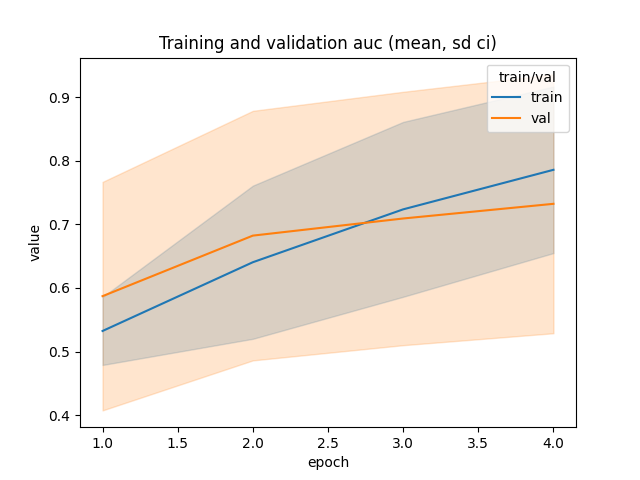 Training and validation auc (mean, sd ci)
train/val
train
val
value
0.9
0.8
0.7
0.6
0.5
0.4
1.0 1.5 2.0 2.5 3.0 3.5 4.0
epoch